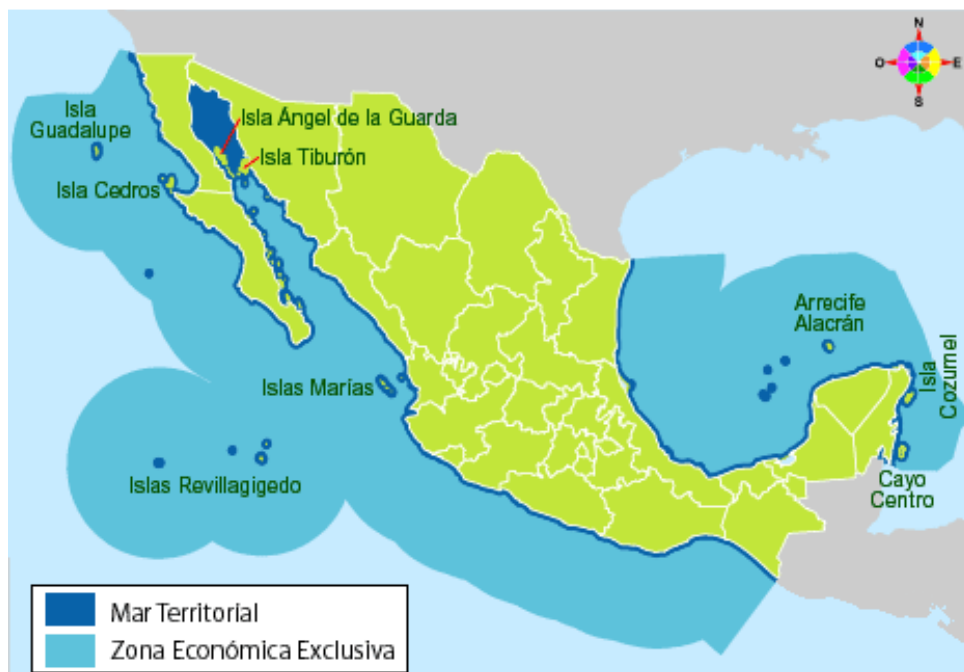 N
O
E
S
Isla
Guadalupe
Isla Ángel de la Guarda
Isla Tiburón
Isla Cedros
Arrecife
Alacrán
Isla
Cozumel
Islas Marías
Islas Revillagigedo
Cayo
Centro
Mar Territorial
Zona Económica Exclusiva